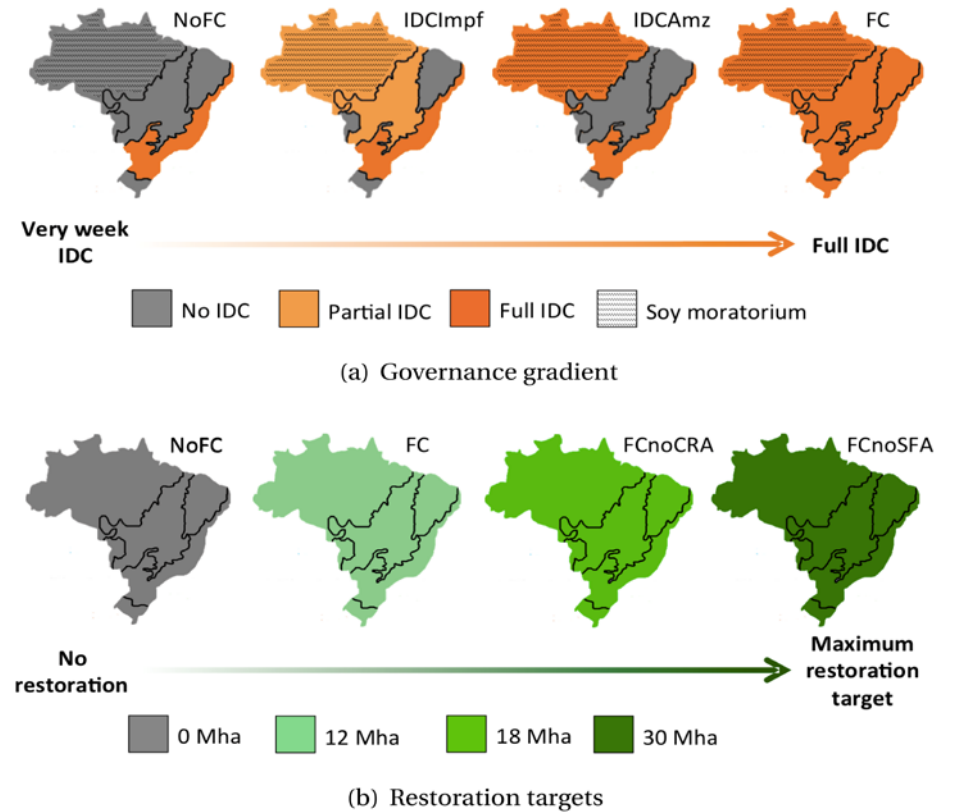 NoFC IDCImpf IDCAmz FC
Very week
IDC
Full IDC
No IDC Partial IDC Full IDC Soy moratorium
(a) Governance gradient
NoFC FC FCnoCRA FCnoSFA
No
restoration
Maximum
restoration
target
0 Mha 12 Mha 18 Mha 30 Mha
(b) Restoration targets